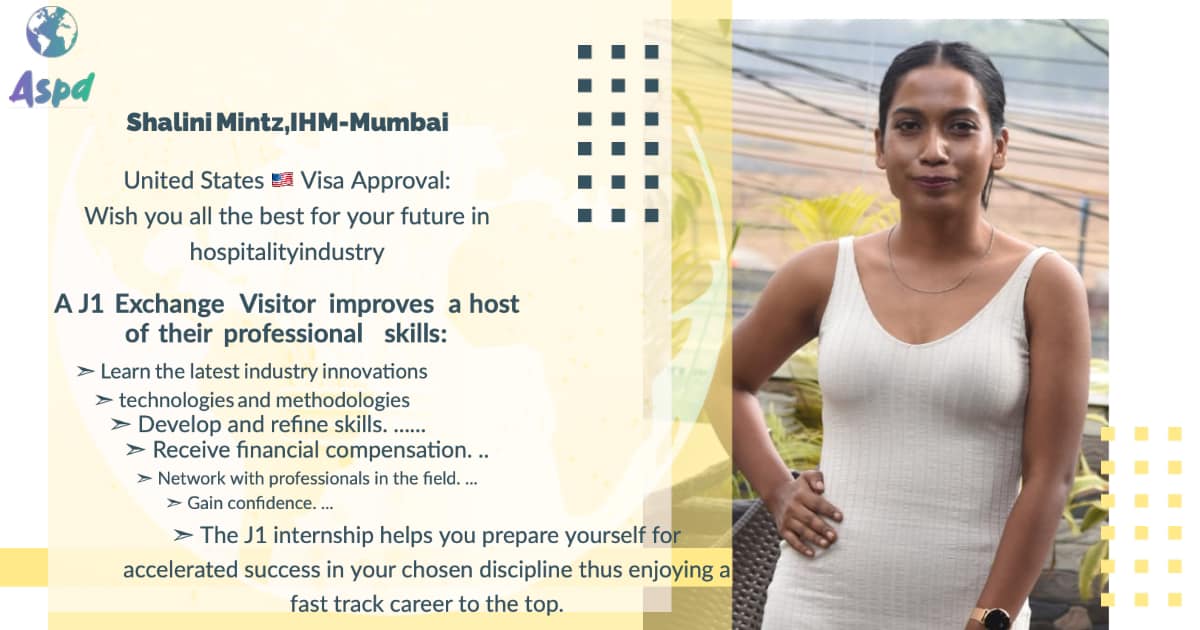 Aspd
Shalini Mintz,IHM-Mumbai
United States 🇺🇸 Visa Approval:
Wish you all the best for your future in
hospitalityindustry
A J1 Exchange Visitor improves a host
of their professional skills:
➣ Learn the latest industry innovations
➣ technologies and methodologies
➣ Develop and refine skills. ......
➣ Receive financial compensation. ..
➣ Network with professionals in the field. ...
➣ Gain confidence. ...
➣ The J1 internship helps you prepare yourself for
accelerated success in your chosen discipline thus enjoying a
fast track career to the top.